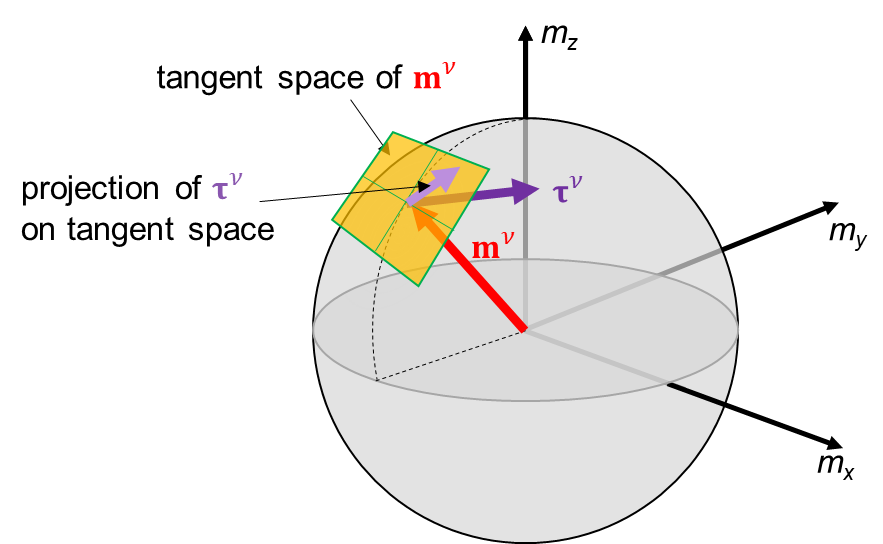 m_z
tangent space of m^ν
projection of τ^ν
on tangent space
τ^ν
m^ν
m_y
m_x